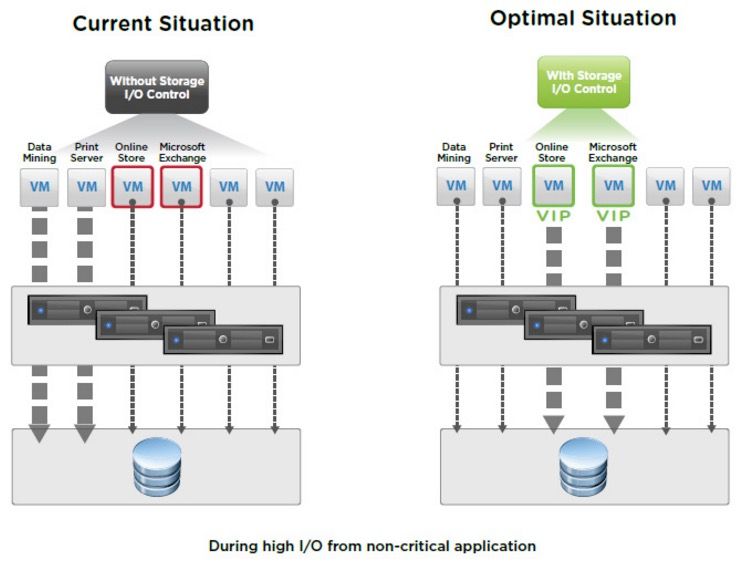 Current Situation
Optimal Situation
Without Storage
I/O Control
With Storage
I/O Control
Data
Mining
Print
Server
Online
Store
Microsoft
Exchange
VM
VM
VM
VM
VM
VM
Data
Mining
Print
Server
Online
Store
Microsoft
Exchange
VM
VM
VM
VM
VM
VM
VIP
VIP
During high I/O from non-critical application